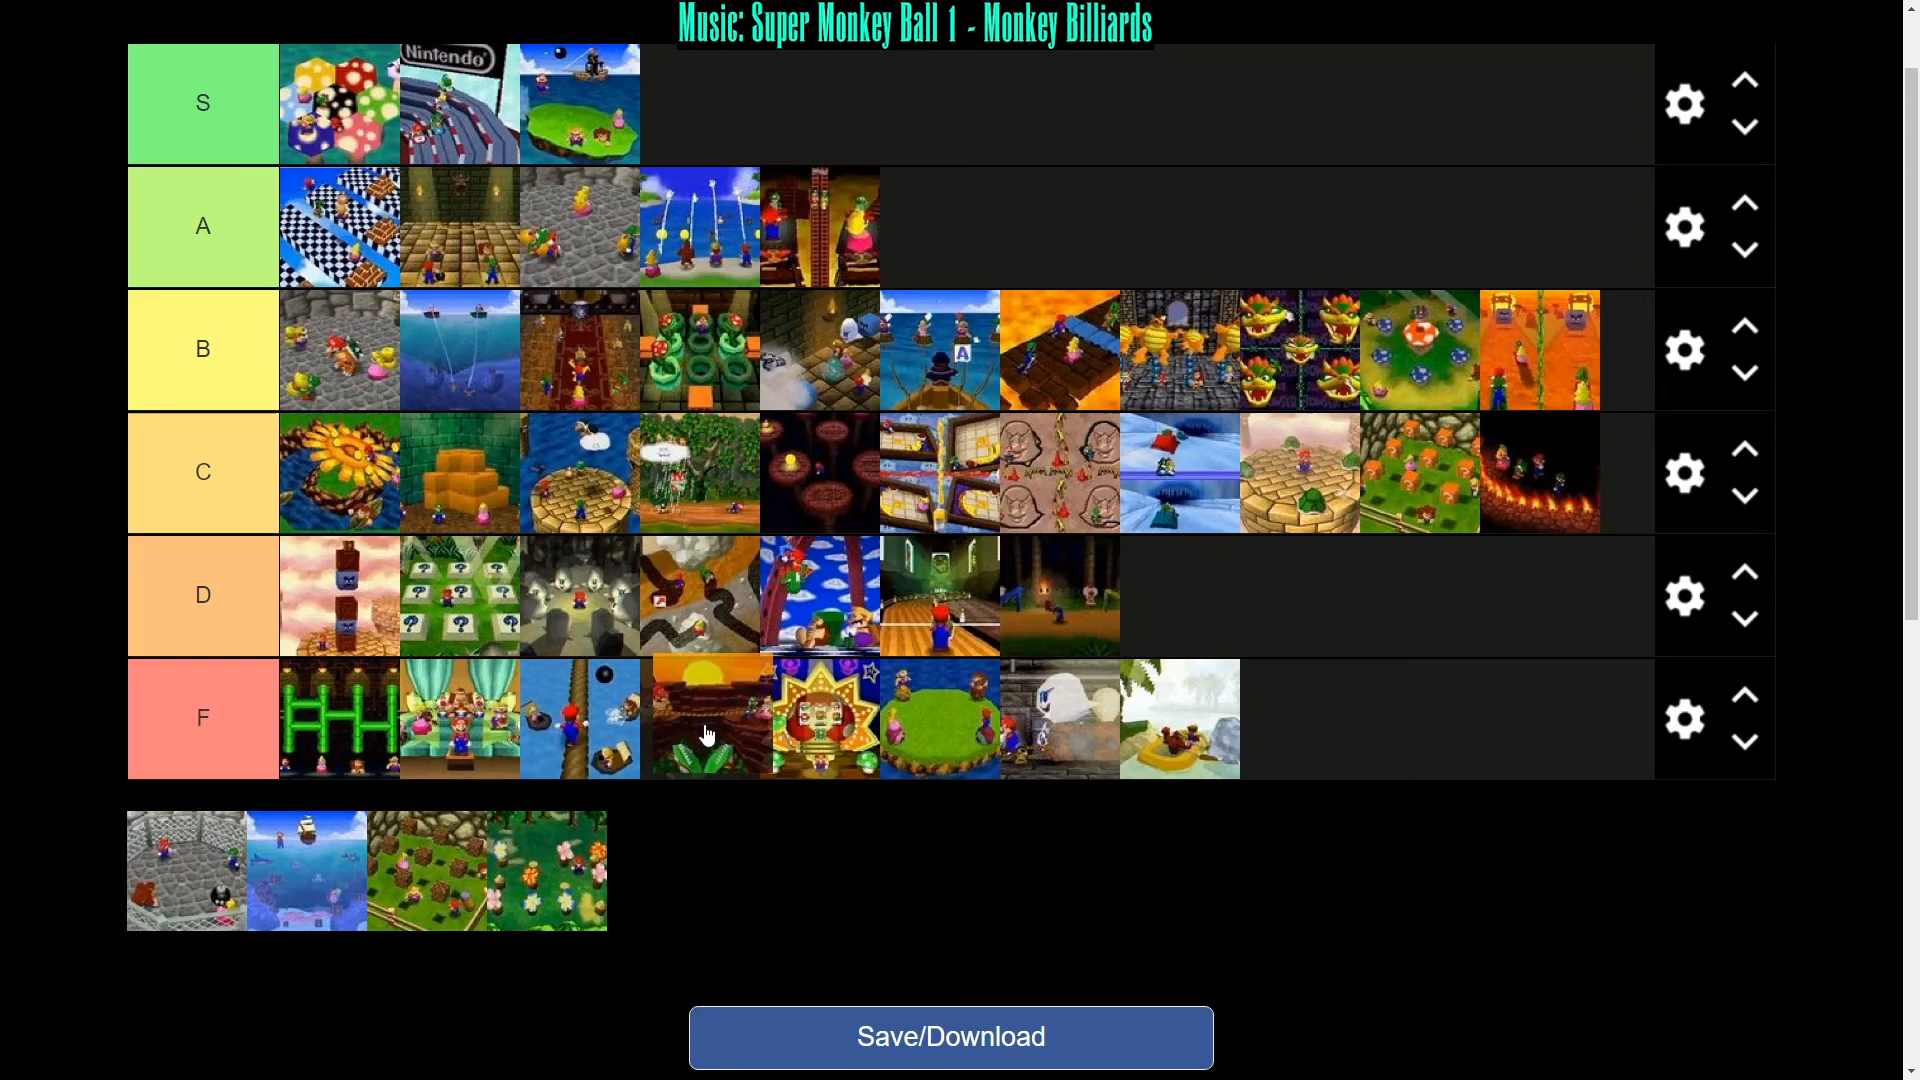 Music: Super Monkey Ball 1 - Monkey Billiards
S
Nintendo®
A
B
A
C
D
? ? ?
? ?
? ? ?
F
Save/Download